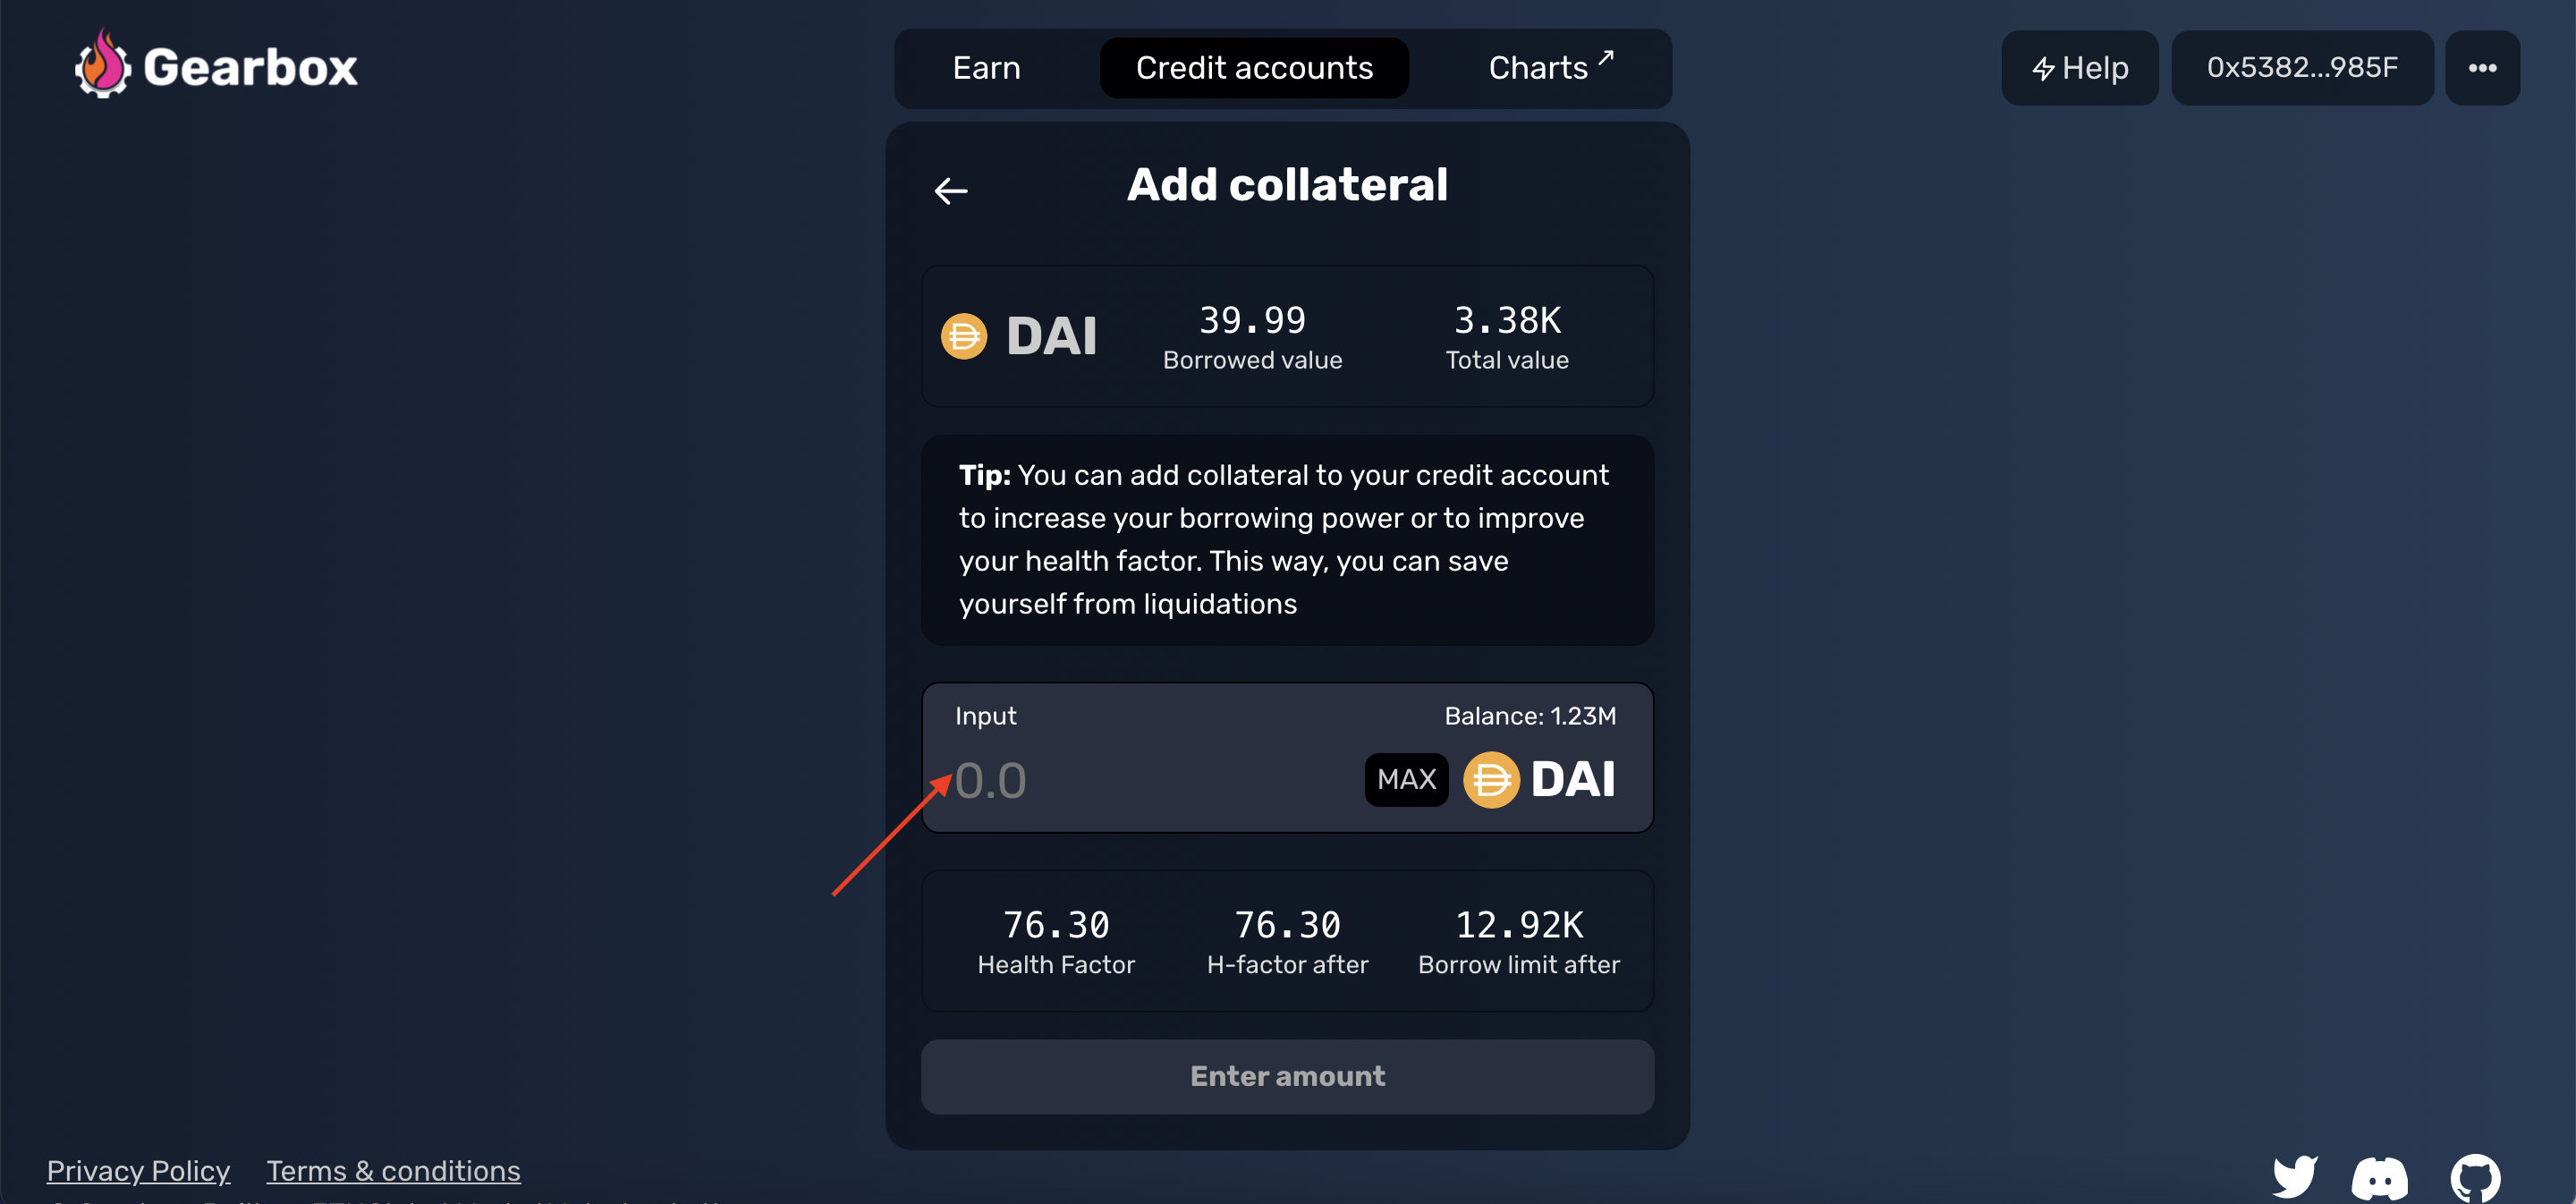 Gearbox
Earn
Credit accounts
Charts
Help
0x5382...985F
Add collateral
DAI
39.99
Borrowed value
3.38K
Total value
Tip: You can add collateral to your credit account
to increase your borrowing power or to improve
your health factor. This way, you can save
yourself from liquidations
Input
Balance: 1.23M
0.0
MAX
DAI
76.30
Health Factor
76.30
H-factor after
12.92K
Borrow limit after
Enter amount
Privacy Policy
Terms & conditions